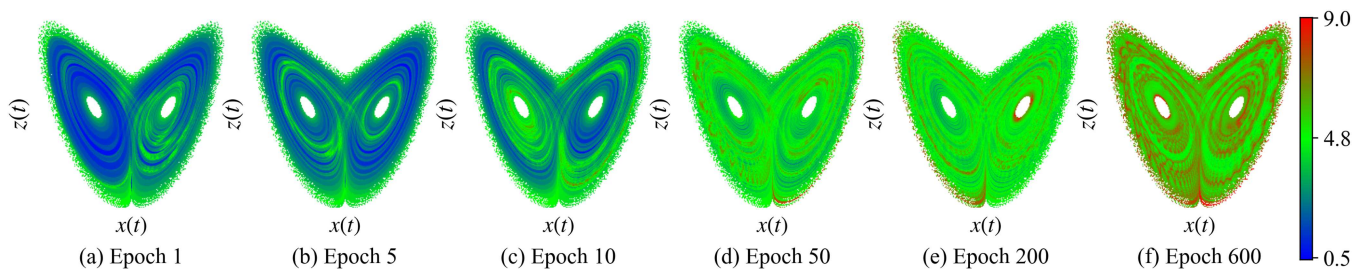 9.0
z(t) z(t) z(t) z(t) z(t) z(t)
4.8
x(t) x(t) x(t) x(t) x(t) x(t)
(a) Epoch 1 (b) Epoch 5 (c) Epoch 10 (d) Epoch 50 (e) Epoch 200 (f) Epoch 600
0.5